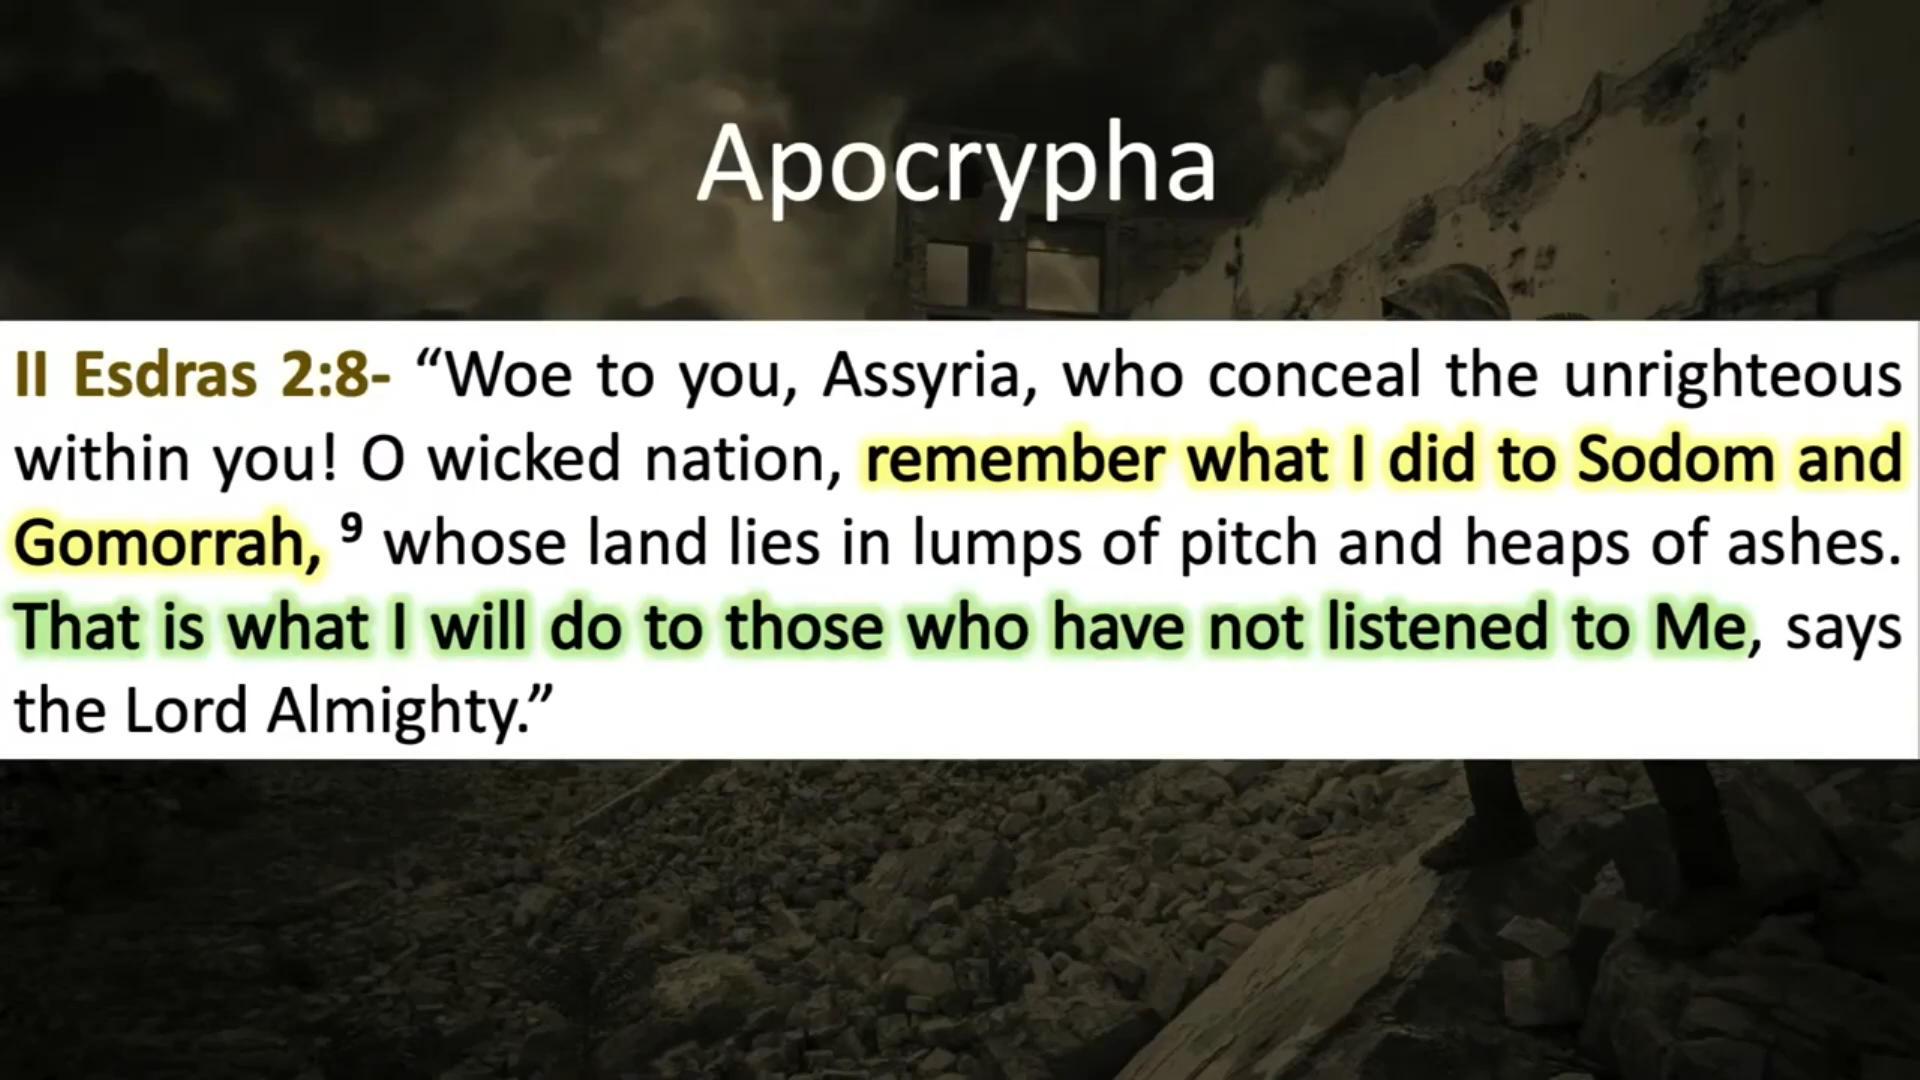 Apocrypha
II Esdras 2:8- “Woe to you, Assyria, who conceal the unrighteous
within you! O wicked nation, remember what I did to Sodom and
Gomorrah, ⁹ whose land lies in lumps of pitch and heaps of ashes.
That is what I will do to those who have not listened to Me, says
the Lord Almighty.”